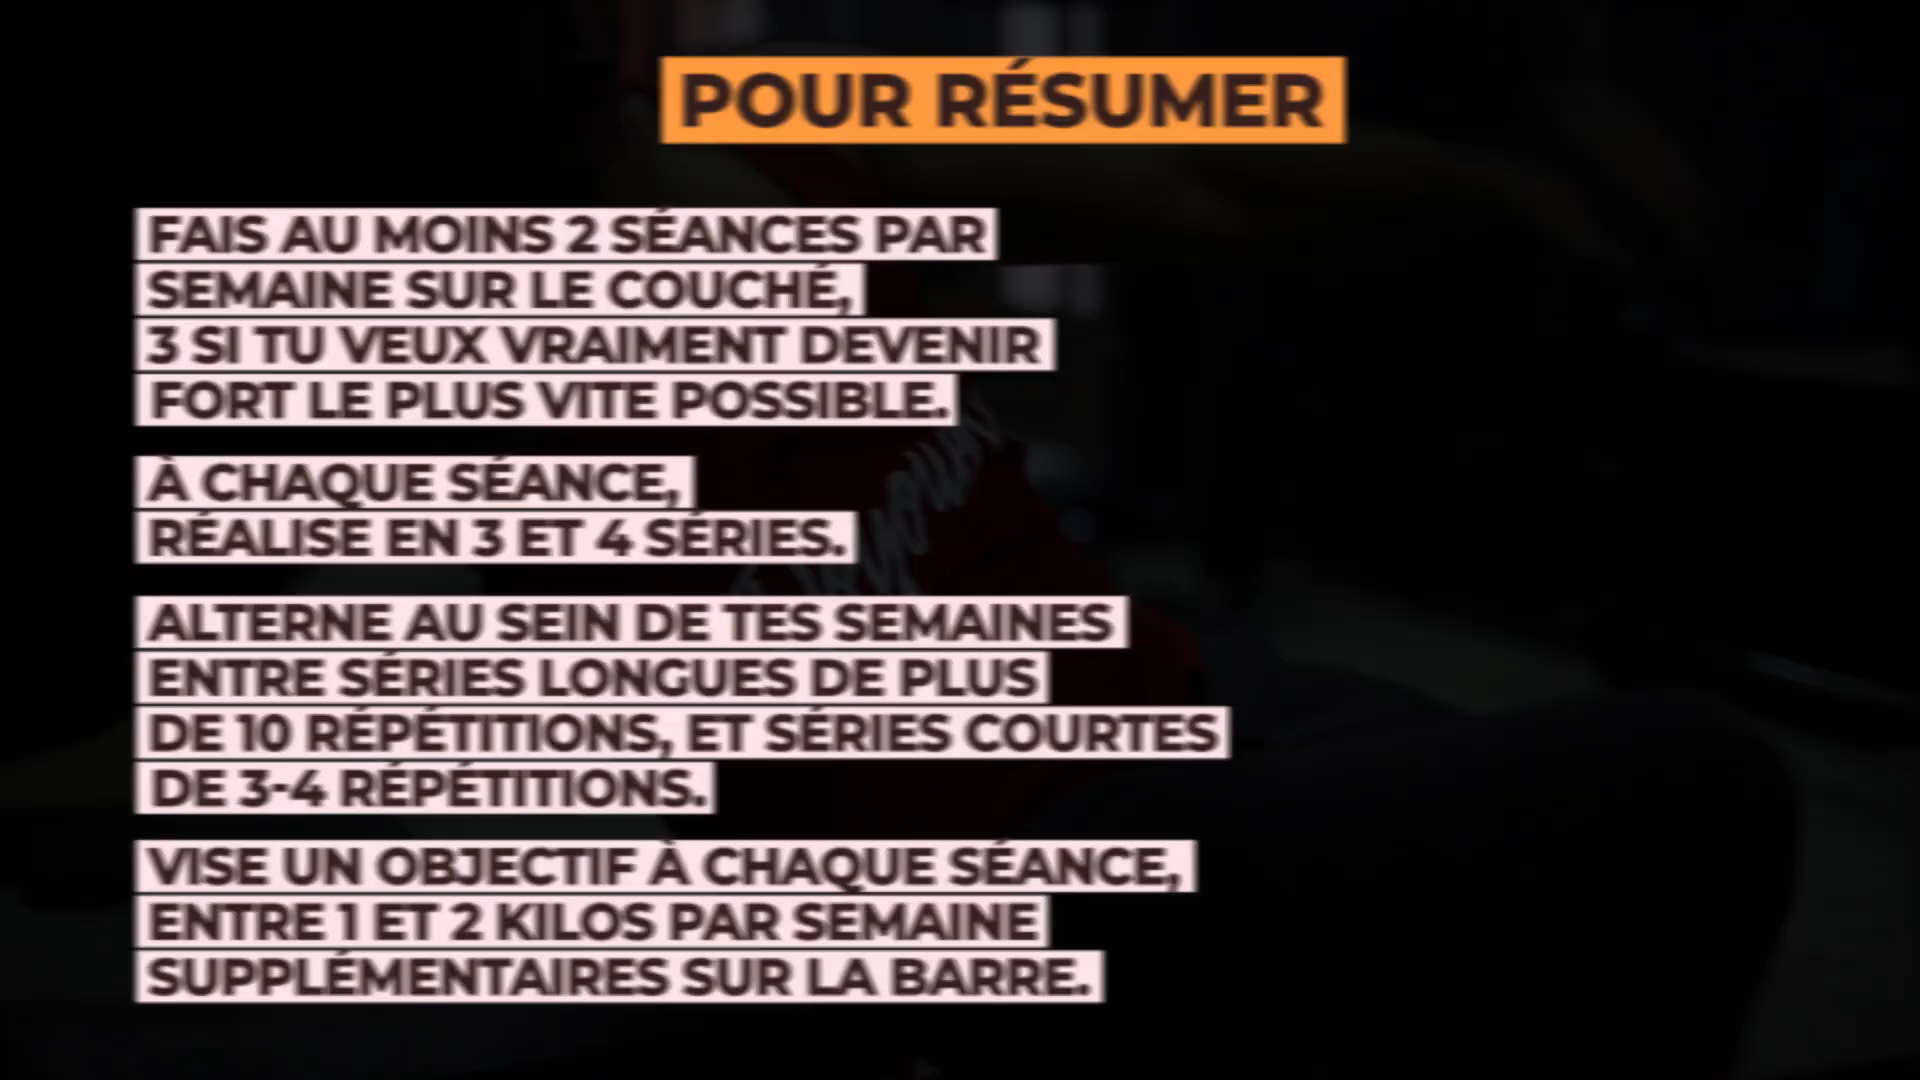 POUR RÉSUMER
FAIS AU MOINS 2 SÉANCES PAR
SEMAINE SUR LE COUCHÉ,
3 SI TU VEUX VRAIMENT DEVENIR
FORT LE PLUS VITE POSSIBLE.
À CHAQUE SÉANCE,
RÉALISE EN 3 ET 4 SÉRIES.
ALTERNE AU SEIN DE TES SEMAINES
ENTRE SÉRIES LONGUES DE PLUS
DE 10 RÉPÉTITIONS, ET SÉRIES COURTES
DE 3-4 RÉPÉTITIONS.
VISE UN OBJECTIF À CHAQUE SÉANCE,
ENTRE 1 ET 2 KILOS PAR SEMAINE
SUPPLÉMENTAIRES SUR LA BARRE.